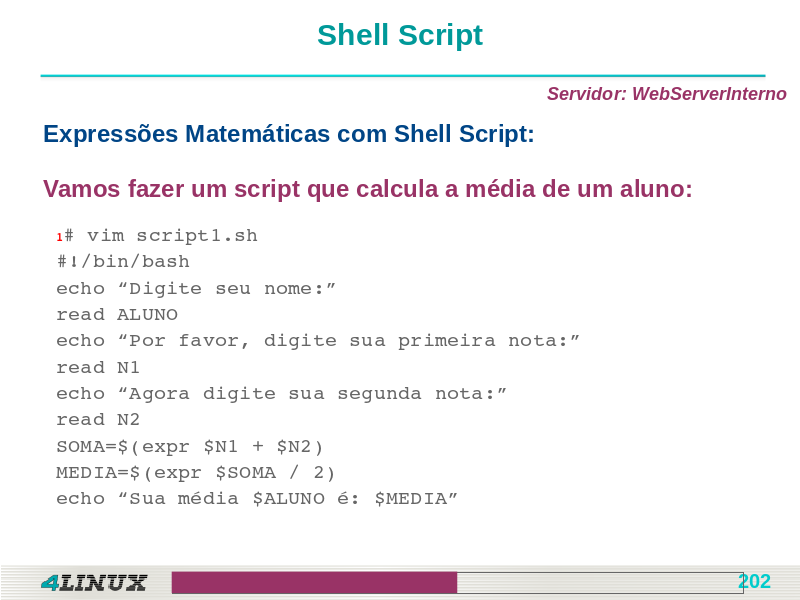 Shell Script
Servidor: WebServerInterno
Expressões Matemáticas com Shell Script:
Vamos fazer um script que calcula a média de um aluno:
1# vim script1.sh
#!/bin/bash
echo “Digite seu nome:”
read ALUNO
echo “Por favor, digite sua primeira nota:”
read N1
echo “Agora digite sua segunda nota:”
read N2
SOMA=$(expr $N1 + $N2)
MEDIA=$(expr $SOMA / 2)
echo “Sua média $ALUNO é: $MEDIA”
4LINUX
202